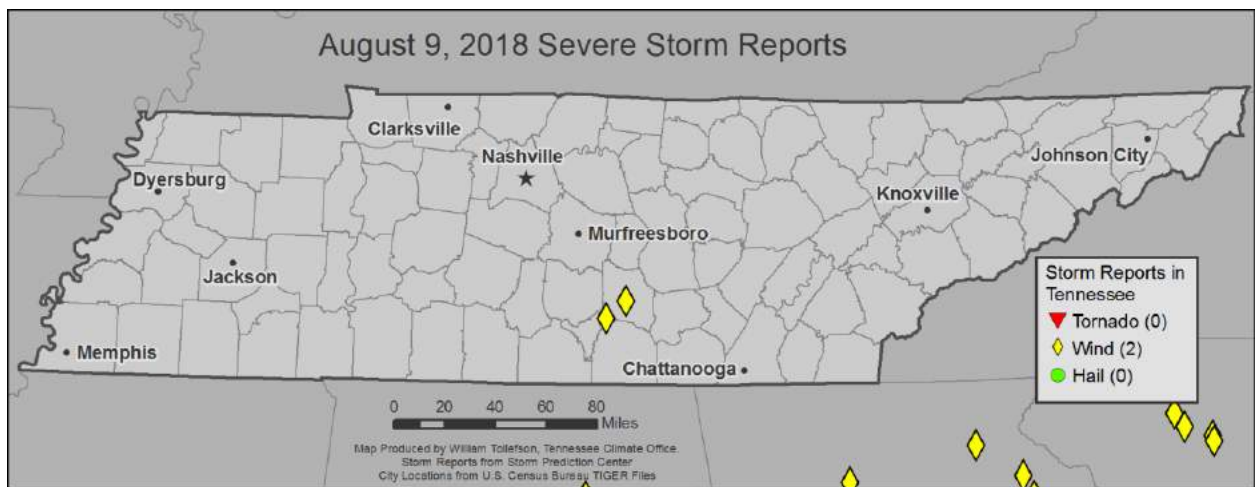 August 9, 2018 Severe Storm Reports
Clarksville
Nashville
Dyersburg
Johnson City
Knoxville
Murfreesboro
Jackson
Memphis
Chattanooga
Storm Reports in
Tennessee
Tornado (0)
Wind (2)
Hail (0)
0 20 40 60 80
Miles
Map Produced by William Tollefson, Tennessee Climate Office.
Storm Reports from Storm Prediction Center
City Locations from U.S. Census Bureau TIGER Files